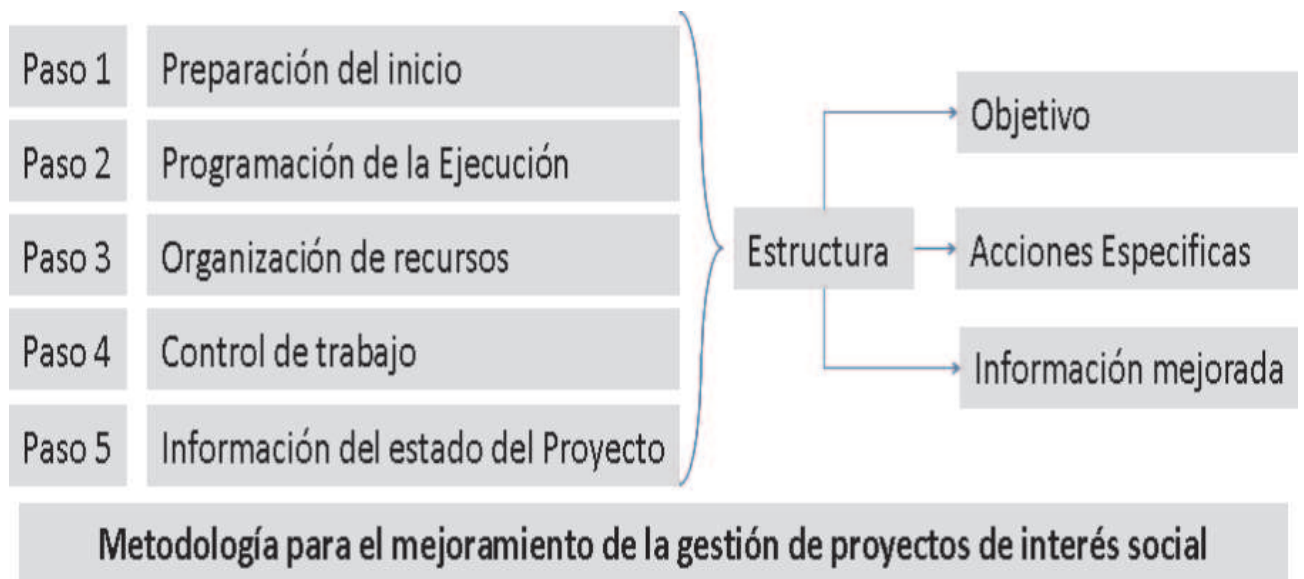 Paso 1 Preparación del inicio
Paso 2 Programación de la Ejecución
Paso 3 Organización de recursos
Paso 4 Control de trabajo
Paso 5 Información del estado del Proyecto
Estructura
Objetivo
Acciones Especificas
Información mejorada
Metodología para el mejoramiento de la gestión de proyectos de interés social